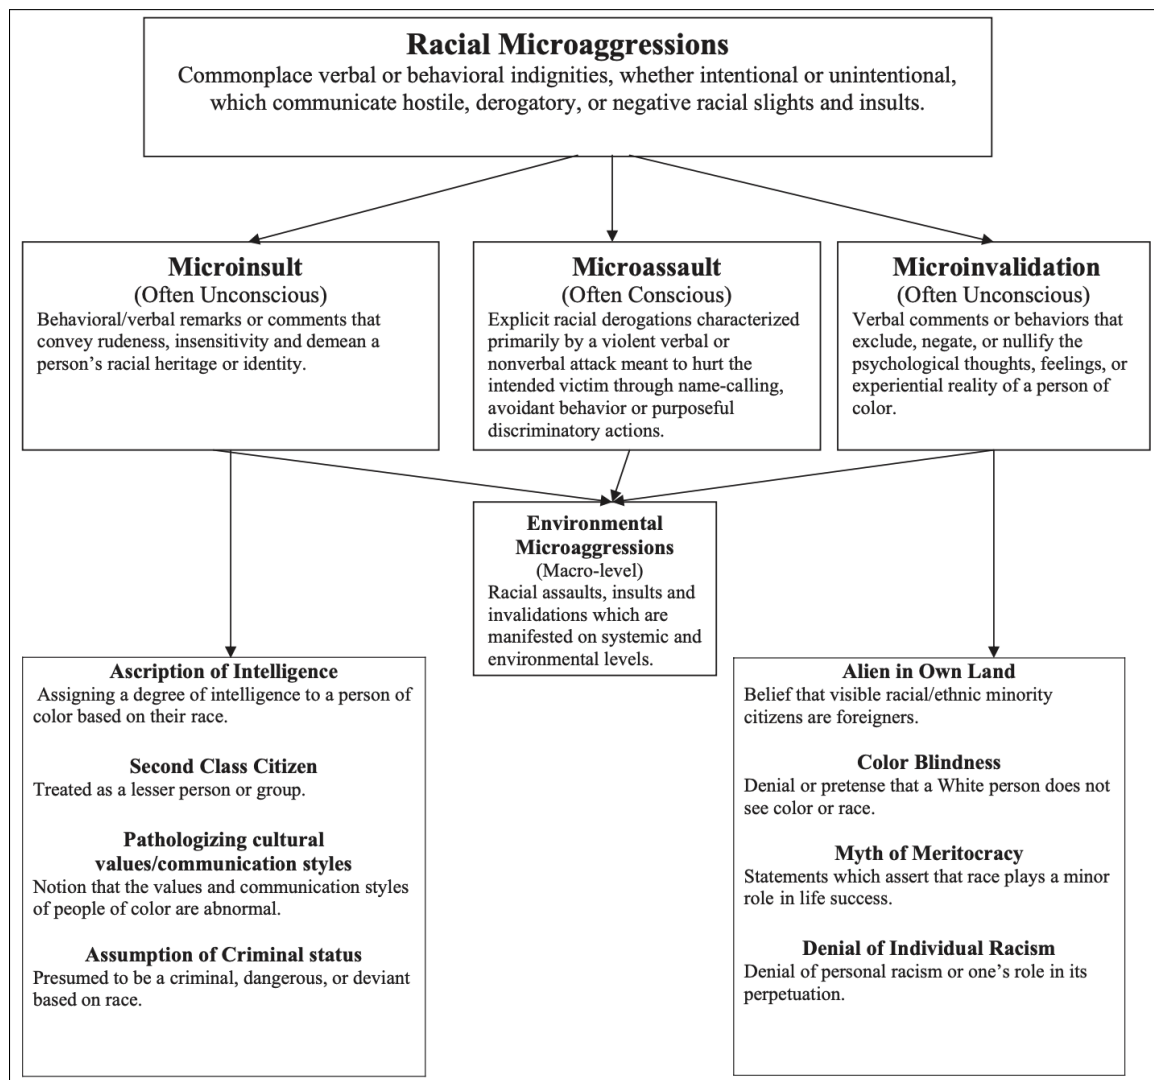 Racial Microaggressions
Commonplace verbal or behavioral indignities, whether intentional or unintentional,
which communicate hostile, derogatory, or negative racial slights and insults.
Microinsult
(Often Unconscious)
Behavioral/verbal remarks or comments that
convey rudeness, insensitivity and demean a
person's racial heritage or identity.
Microassault
(Often Conscious)
Explicit racial derogations characterized
primarily by a violent verbal or
nonverbal attack meant to hurt the
intended victim through name-calling,
avoidant behavior or purposeful
discriminatory actions.
Microinvalidation
(Often Unconscious)
Verbal comments or behaviors that
exclude, negate, or nullify the
psychological thoughts, feelings, or
experiential reality of a person of
color.
Environmental
Microaggressions
(Macro-level)
Racial assaults, insults and
invalidations which are
manifested on systemic and
environmental levels.
Ascription of Intelligence
Assigning a degree of intelligence to a person of
color based on their race.
Second Class Citizen
Treated as a lesser person or group.
Pathologizing cultural
values/communication styles
Notion that the values and communication styles
of people of color are abnormal.
Assumption of Criminal status
Presumed to be a criminal, dangerous, or deviant
based on race.
Alien in Own Land
Belief that visible racial/ethnic minority
citizens are foreigners.
Color Blindness
Denial or pretense that a White person does not
see color or race.
Myth of Meritocracy
Statements which assert that race plays a minor
role in life success.
Denial of Individual Racism
Denial of personal racism or one's role in its
perpetuation.